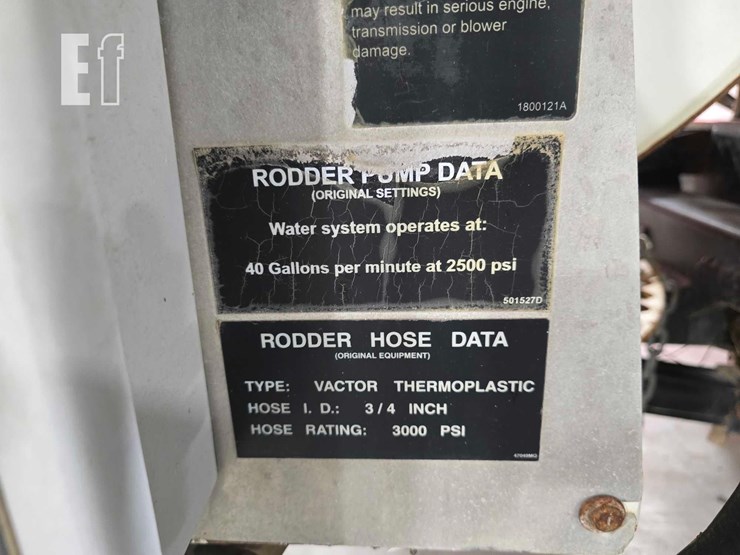 Ef
may result in serious engine,
transmission or blower
damage.
1800121A
RODDER PUMP DATA
(ORIGINAL SETTINGS)
Water system operates at:
40 Gallons per minute at 2500 psi
501527D
RODDER HOSE DATA
(ORIGINAL EQUIPMENT)
TYPE: VACTOR THERMOPLASTIC
HOSE I. D.: 3/4 INCH
HOSE RATING: 3000 PSI